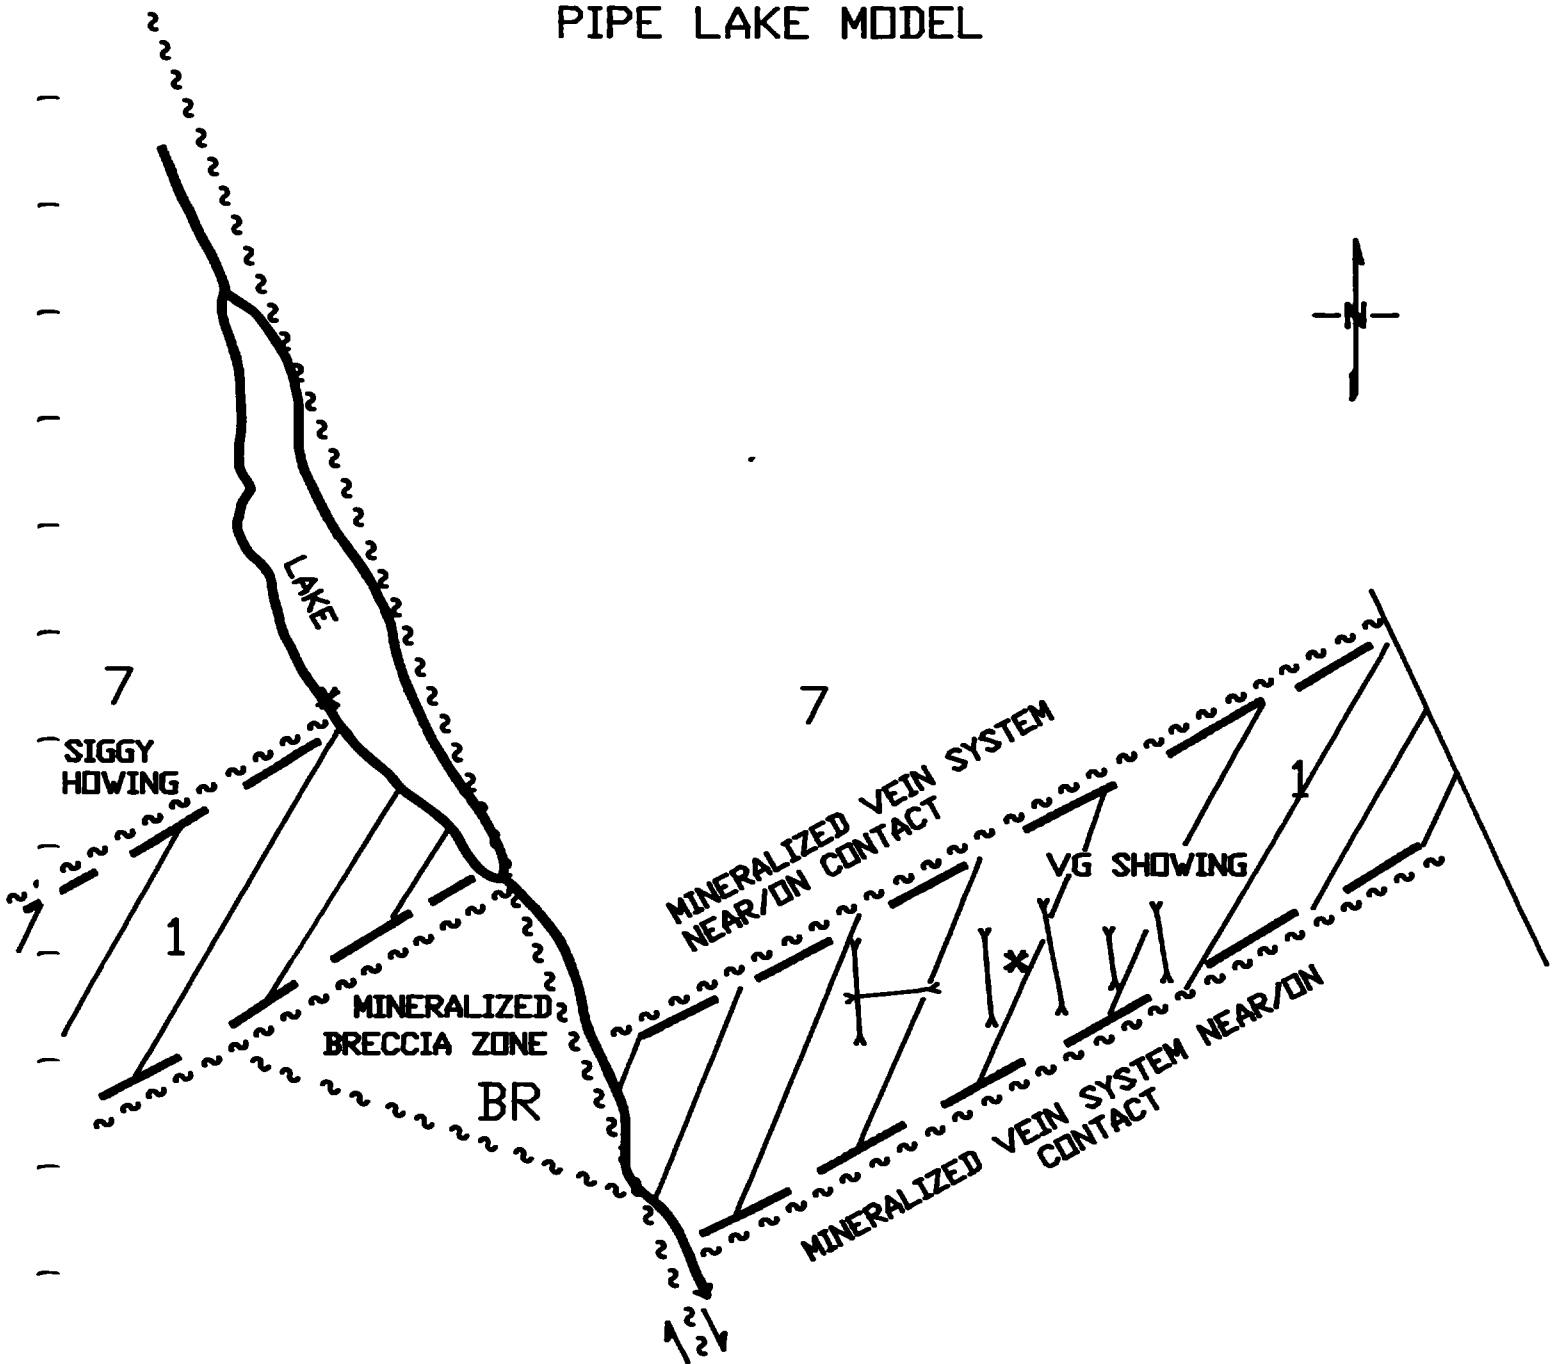 PIPE LAKE MODEL
N
LAKE
7
7
SIGGY
HOWING
MINERALIZED VEIN SYSTEM
NEAR/ON CONTACT
1
VG SHOWING
7
1
MINERALIZED
BRECCIA ZONE
BR
MINERALIZED VEIN SYSTEM NEAR/ON
CONTACT